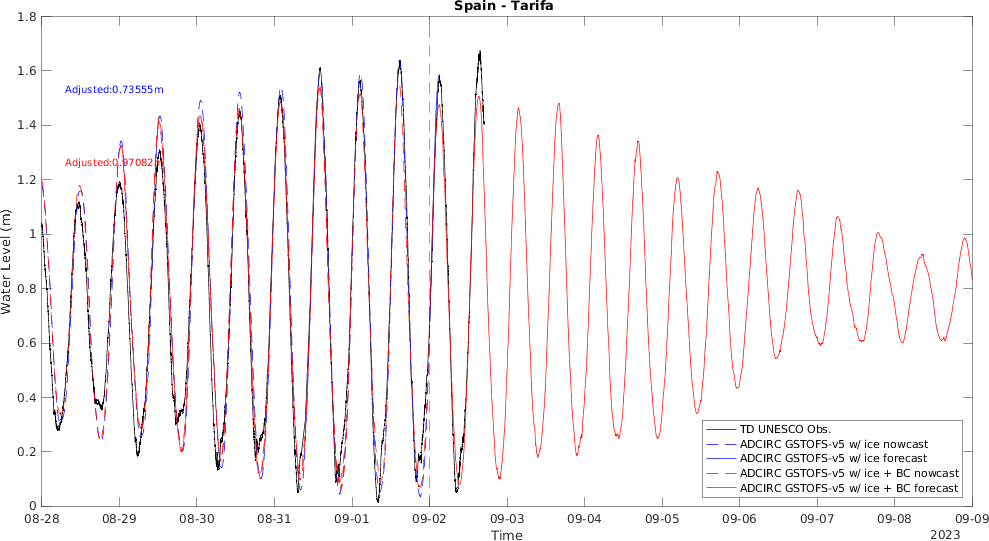 Spain - Tarifa
1.8
1.6
1.4
1.2
1
0.8
0.6
0.4
0.2
0
Water Level (m)
Adjusted:0.73555m
Adjusted:0.97082
TD UNESCO Obs.
ADCIRC GSTOFS-v5 w/ ice nowcast
ADCIRC GSTOFS-v5 w/ ice forecast
ADCIRC GSTOFS-v5 w/ ice + BC nowcast
ADCIRC GSTOFS-v5 w/ ice + BC forecast
08-28 08-29 08-30 08-31 09-01 09-02 09-03 09-04 09-05 09-06 09-07 09-08 09-09
Time
2023